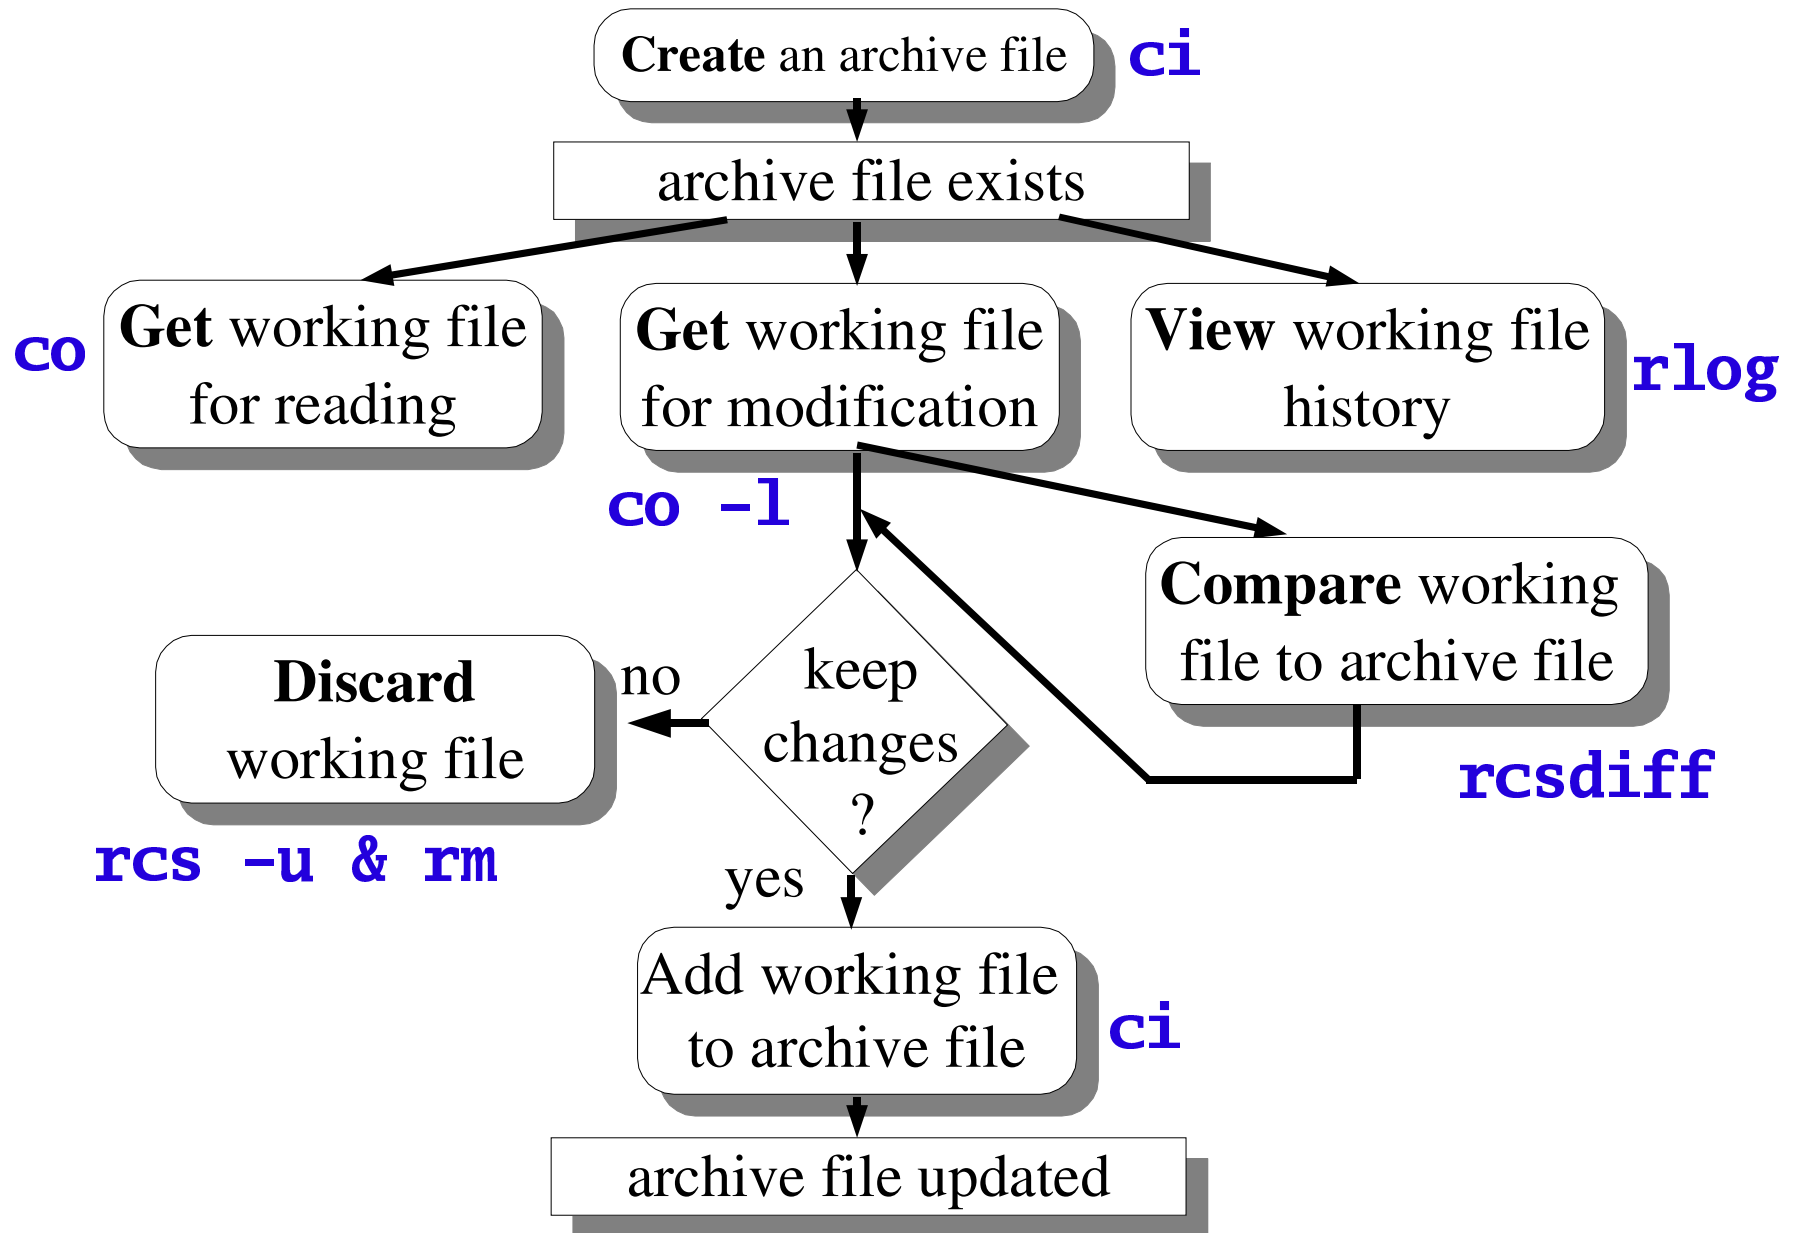 Create an archive file
ci
archive file exists
co
Get working file
for reading
Get working file
for modification
co -l
View working file
history
rlog
Compare working
file to archive file
rcsdiff
keep
changes
?
no
Discard
working file
rcs -u & rm
yes
Add working file
to archive file
ci
archive file updated